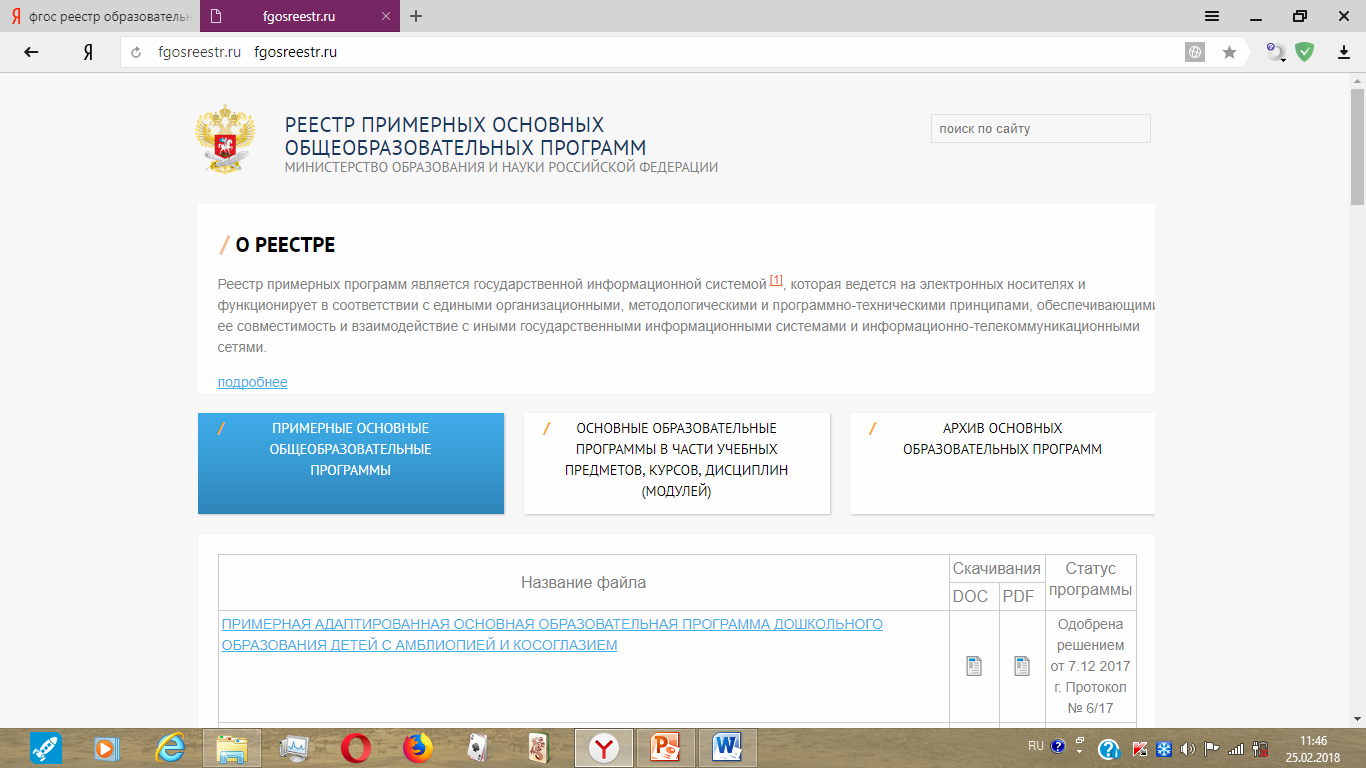 фгос реестр образовательн
fgosreestr.ru
fgosreestr.ru fgosreestr.ru
РЕЕСТР ПРИМЕРНЫХ ОСНОВНЫХ
ОБЩЕОБРАЗОВАТЕЛЬНЫХ ПРОГРАММ
МИНИСТЕРСТВО ОБРАЗОВАНИЯ И НАУКИ РОССИЙСКОЙ ФЕДЕРАЦИИ
поиск по сайту
/ О РЕЕСТРЕ
Реестр примерных программ является государственной информационной системой [1], которая ведется на электронных носителях и
функционирует в соответствии с едиными организационными, методологическими и программно-техническими принципами, обеспечивающими
ее совместимость и взаимодействие с иными государственными информационными системами и информационно-телекоммуникационными
сетями.
подробнее
/ ПРИМЕРНЫЕ ОСНОВНЫЕ
ОБЩЕОБРАЗОВАТЕЛЬНЫЕ
ПРОГРАММЫ
/ ОСНОВНЫЕ ОБРАЗОВАТЕЛЬНЫЕ
ПРОГРАММЫ В ЧАСТИ УЧЕБНЫХ
ПРЕДМЕТОВ, КУРСОВ, ДИСЦИПЛИН
(МОДУЛЕЙ)
/ АРХИВ ОСНОВНЫХ
ОБРАЗОВАТЕЛЬНЫХ ПРОГРАММ
Название файла
Скачивания
DOC PDF
Статус
программы
ПРИМЕРНАЯ АДАПТИРОВАННАЯ ОСНОВНАЯ ОБРАЗОВАТЕЛЬНАЯ ПРОГРАММА ДОШКОЛЬНОГО
ОБРАЗОВАНИЯ ДЕТЕЙ С АМБЛИОПИЕЙ И КОСОГЛАЗИЕМ
Одобрена
решением
от 7.12 2017
г. Протокол
№ 6/17
RU
11:46
25.02.2018